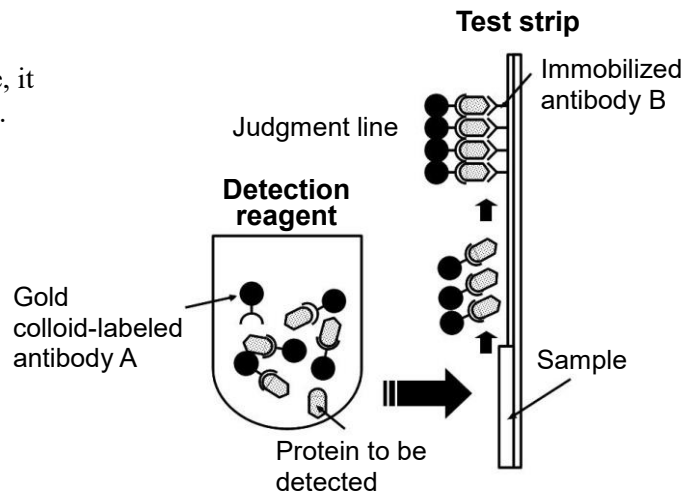 Test strip
e, it
.
Immobilized
antibody B
Judgment line
Detection
reagent
Gold
colloid-labeled
antibody A
Sample
Protein to be
detected